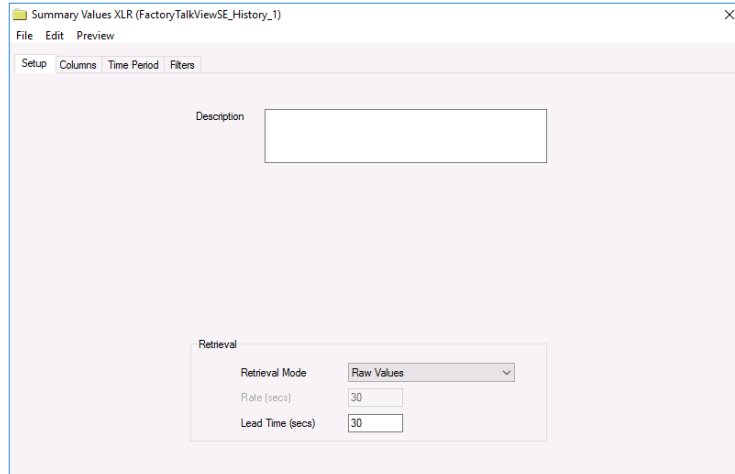 Summary Values XLR (FactoryTalkViewSE_History_1)
File Edit Preview
Setup Columns Time Period Filters
Description
Retrieval
Retrieval Mode Raw Values
Rate (secs) 30
Lead Time (secs) 30